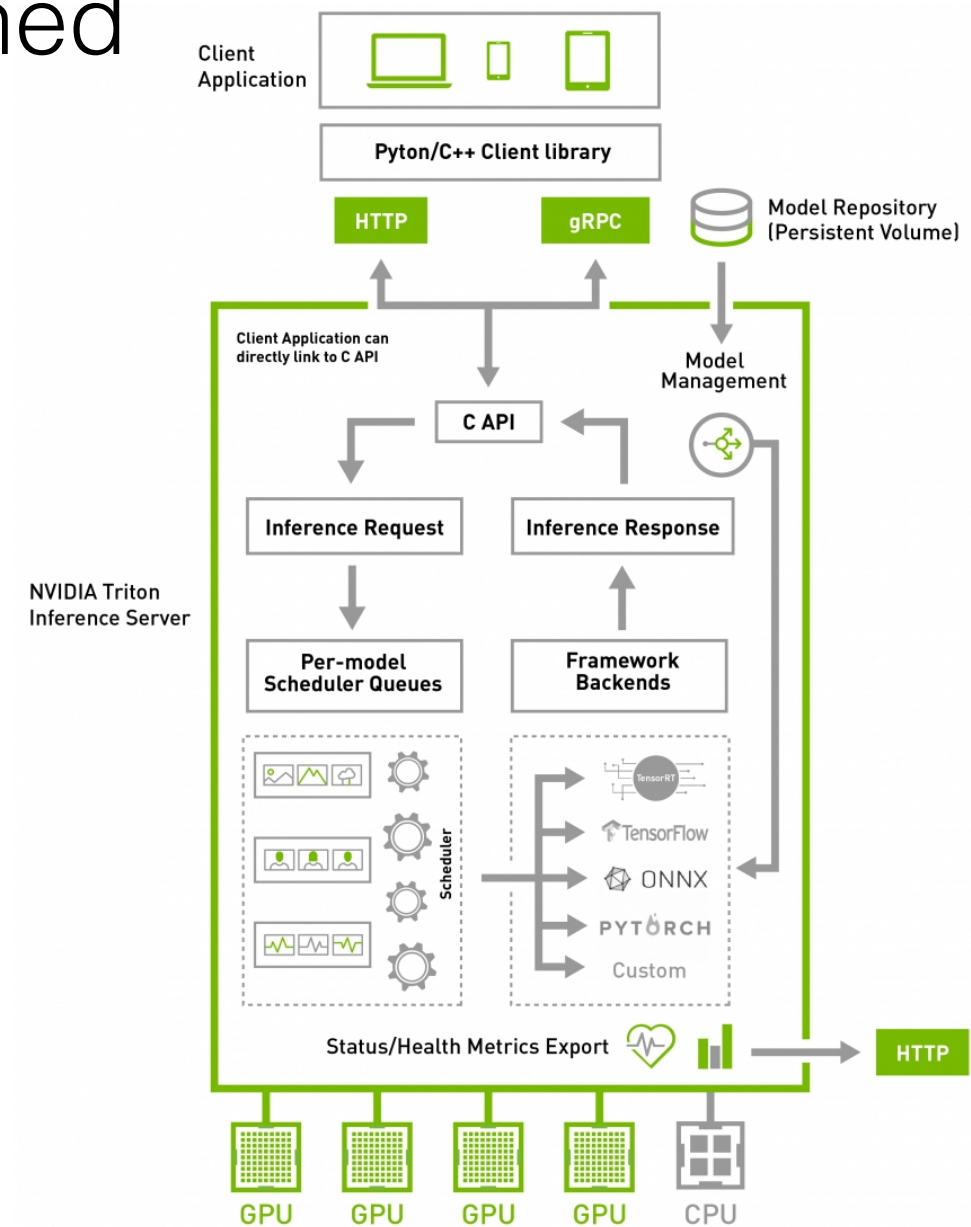 ned
Client
Application
Pyton/C++ Client library
HTTP
gRPC
Model Repository
(Persistent Volume)
Client Application can
directly link to C API
Model
Management
C API
Inference Request
Inference Response
NVIDIA Triton
Inference Server
Per-model
Scheduler Queues
Framework
Backends
Scheduler
TensorRT
TensorFlow
ONNX
PYTORCH
Custom
Status/Health Metrics Export
HTTP
GPU
GPU
GPU
GPU
CPU